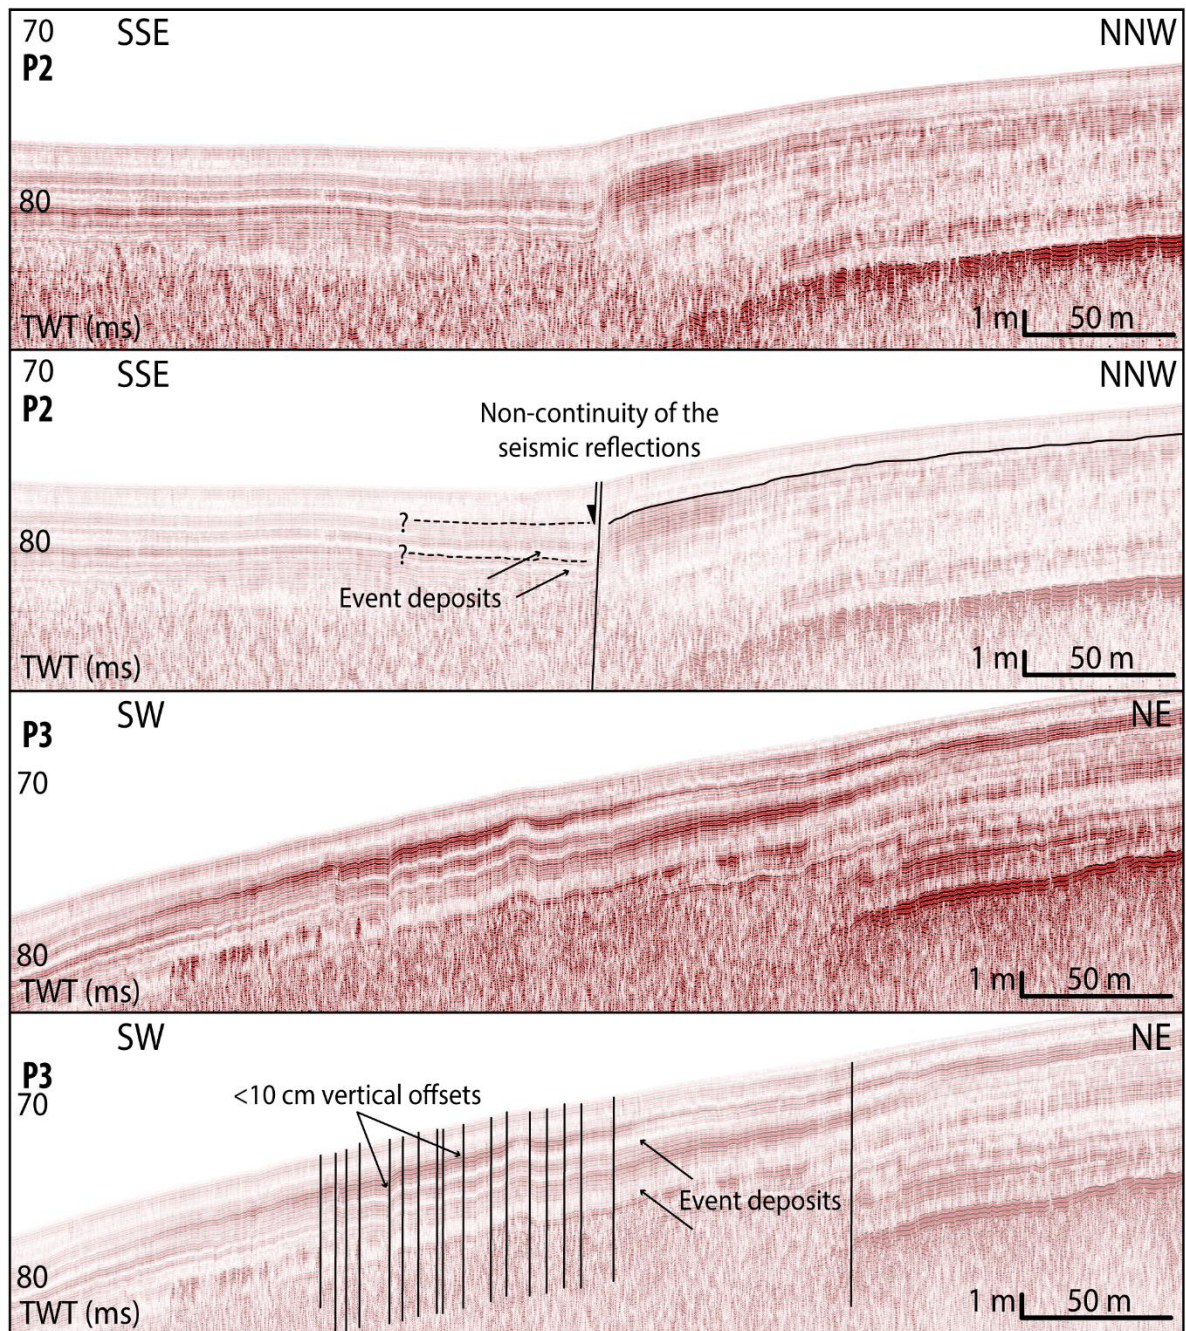 70 SSE NNW
P2
80
TWT (ms) 1 m 50 m
70 SSE NNW
P2
Non-continuity of the
seismic reflections
?
80
?
Event deposits
TWT (ms) 1 m 50 m
SW NE
P3
70
80
TWT (ms) 1 m 50 m
SW NE
P3
70
<10 cm vertical offsets
Event deposits
80
TWT (ms) 1 m 50 m